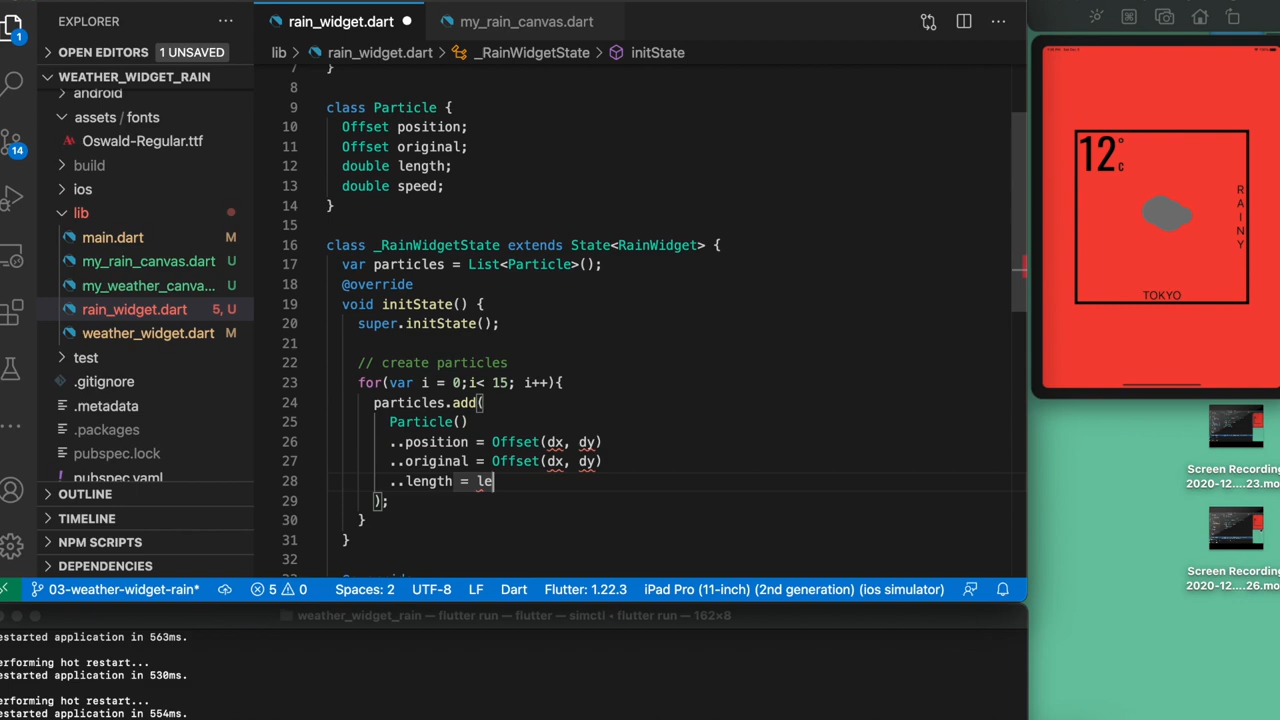 EXPLORER
rain_widget.dart
my_rain_canvas.dart
OPEN EDITORS 1 UNSAVED
lib > rain_widget.dart > _RainWidgetState > initState
WEATHER_WIDGET_RAIN
android
assets / fonts
Oswald-Regular.ttf
build
ios
lib
main.dart M
my_rain_canvas.dart U
my_weather_canva... U
rain_widget.dart 5, U
weather_widget.dart M
test
.gitignore
.metadata
.packages
pubspec.lock
pubspec.yaml
OUTLINE
TIMELINE
NPM SCRIPTS
DEPENDENCIES
1
14
7 }
8
9 class Particle {
10 Offset position;
11 Offset original;
12 double length;
13 double speed;
14 }
15
16 class _RainWidgetState extends State<RainWidget> {
17 var particles = List<Particle>();
18 @override
19 void initState() {
20 super.initState();
21
22 // create particles
23 for(var i = 0;i< 15; i++){
24 particles.add(
25 Particle()
26 ..position = Offset(dx, dy)
27 ..original = Offset(dx, dy)
28 ..length = le
29 );
30 }
31 }
32
03-weather-widget-rain* 5 0 Spaces: 2 UTF-8 LF Dart Flutter: 1.22.3 iPad Pro (11-inch) (2nd generation) (ios simulator)
weather_widget_rain — flutter run — flutter — simctl • flutter run — 162×8
estarted application in 563ms.
erforming hot restart...
estarted application in 530ms.
erforming hot restart...
estarted application in 554ms.
12°c
RAINY
TOKYO
Screen Recording
2020-12....23.mo
Screen Recording
2020-12....26.mo